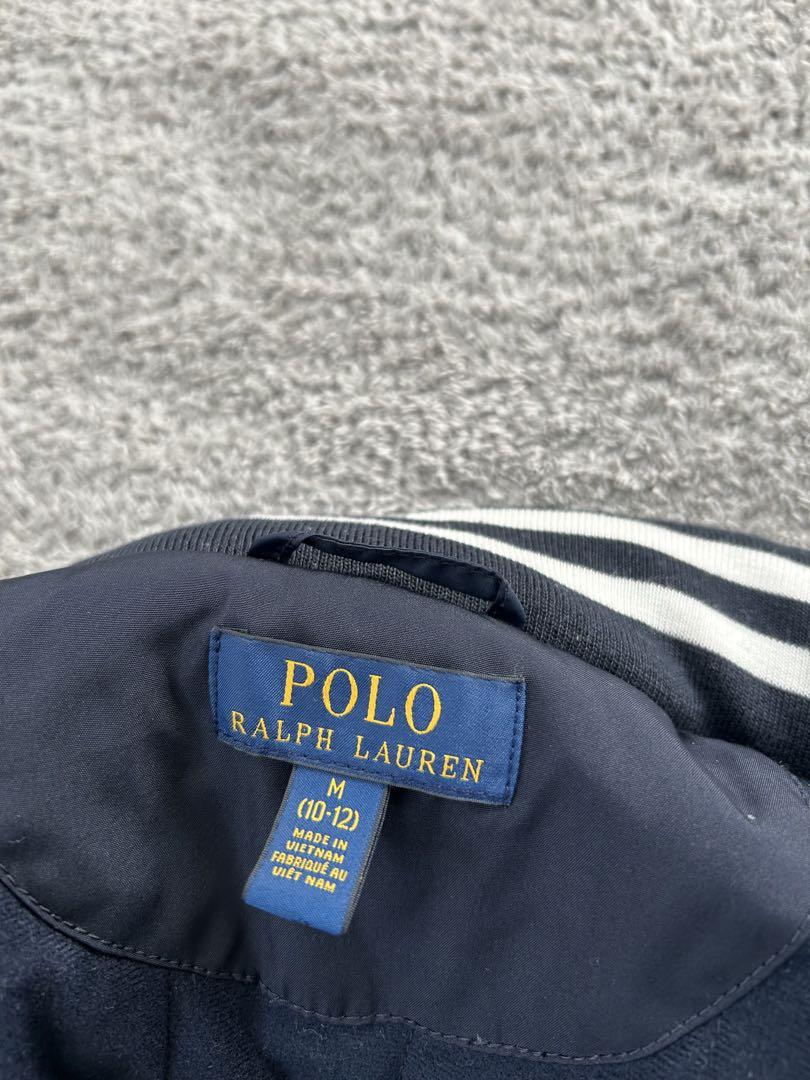 POLO
RALPH LAUREN
M
(10-12)
MADE IN
VIETNAM
FABRIQUÉ AU
VIÊT NAM